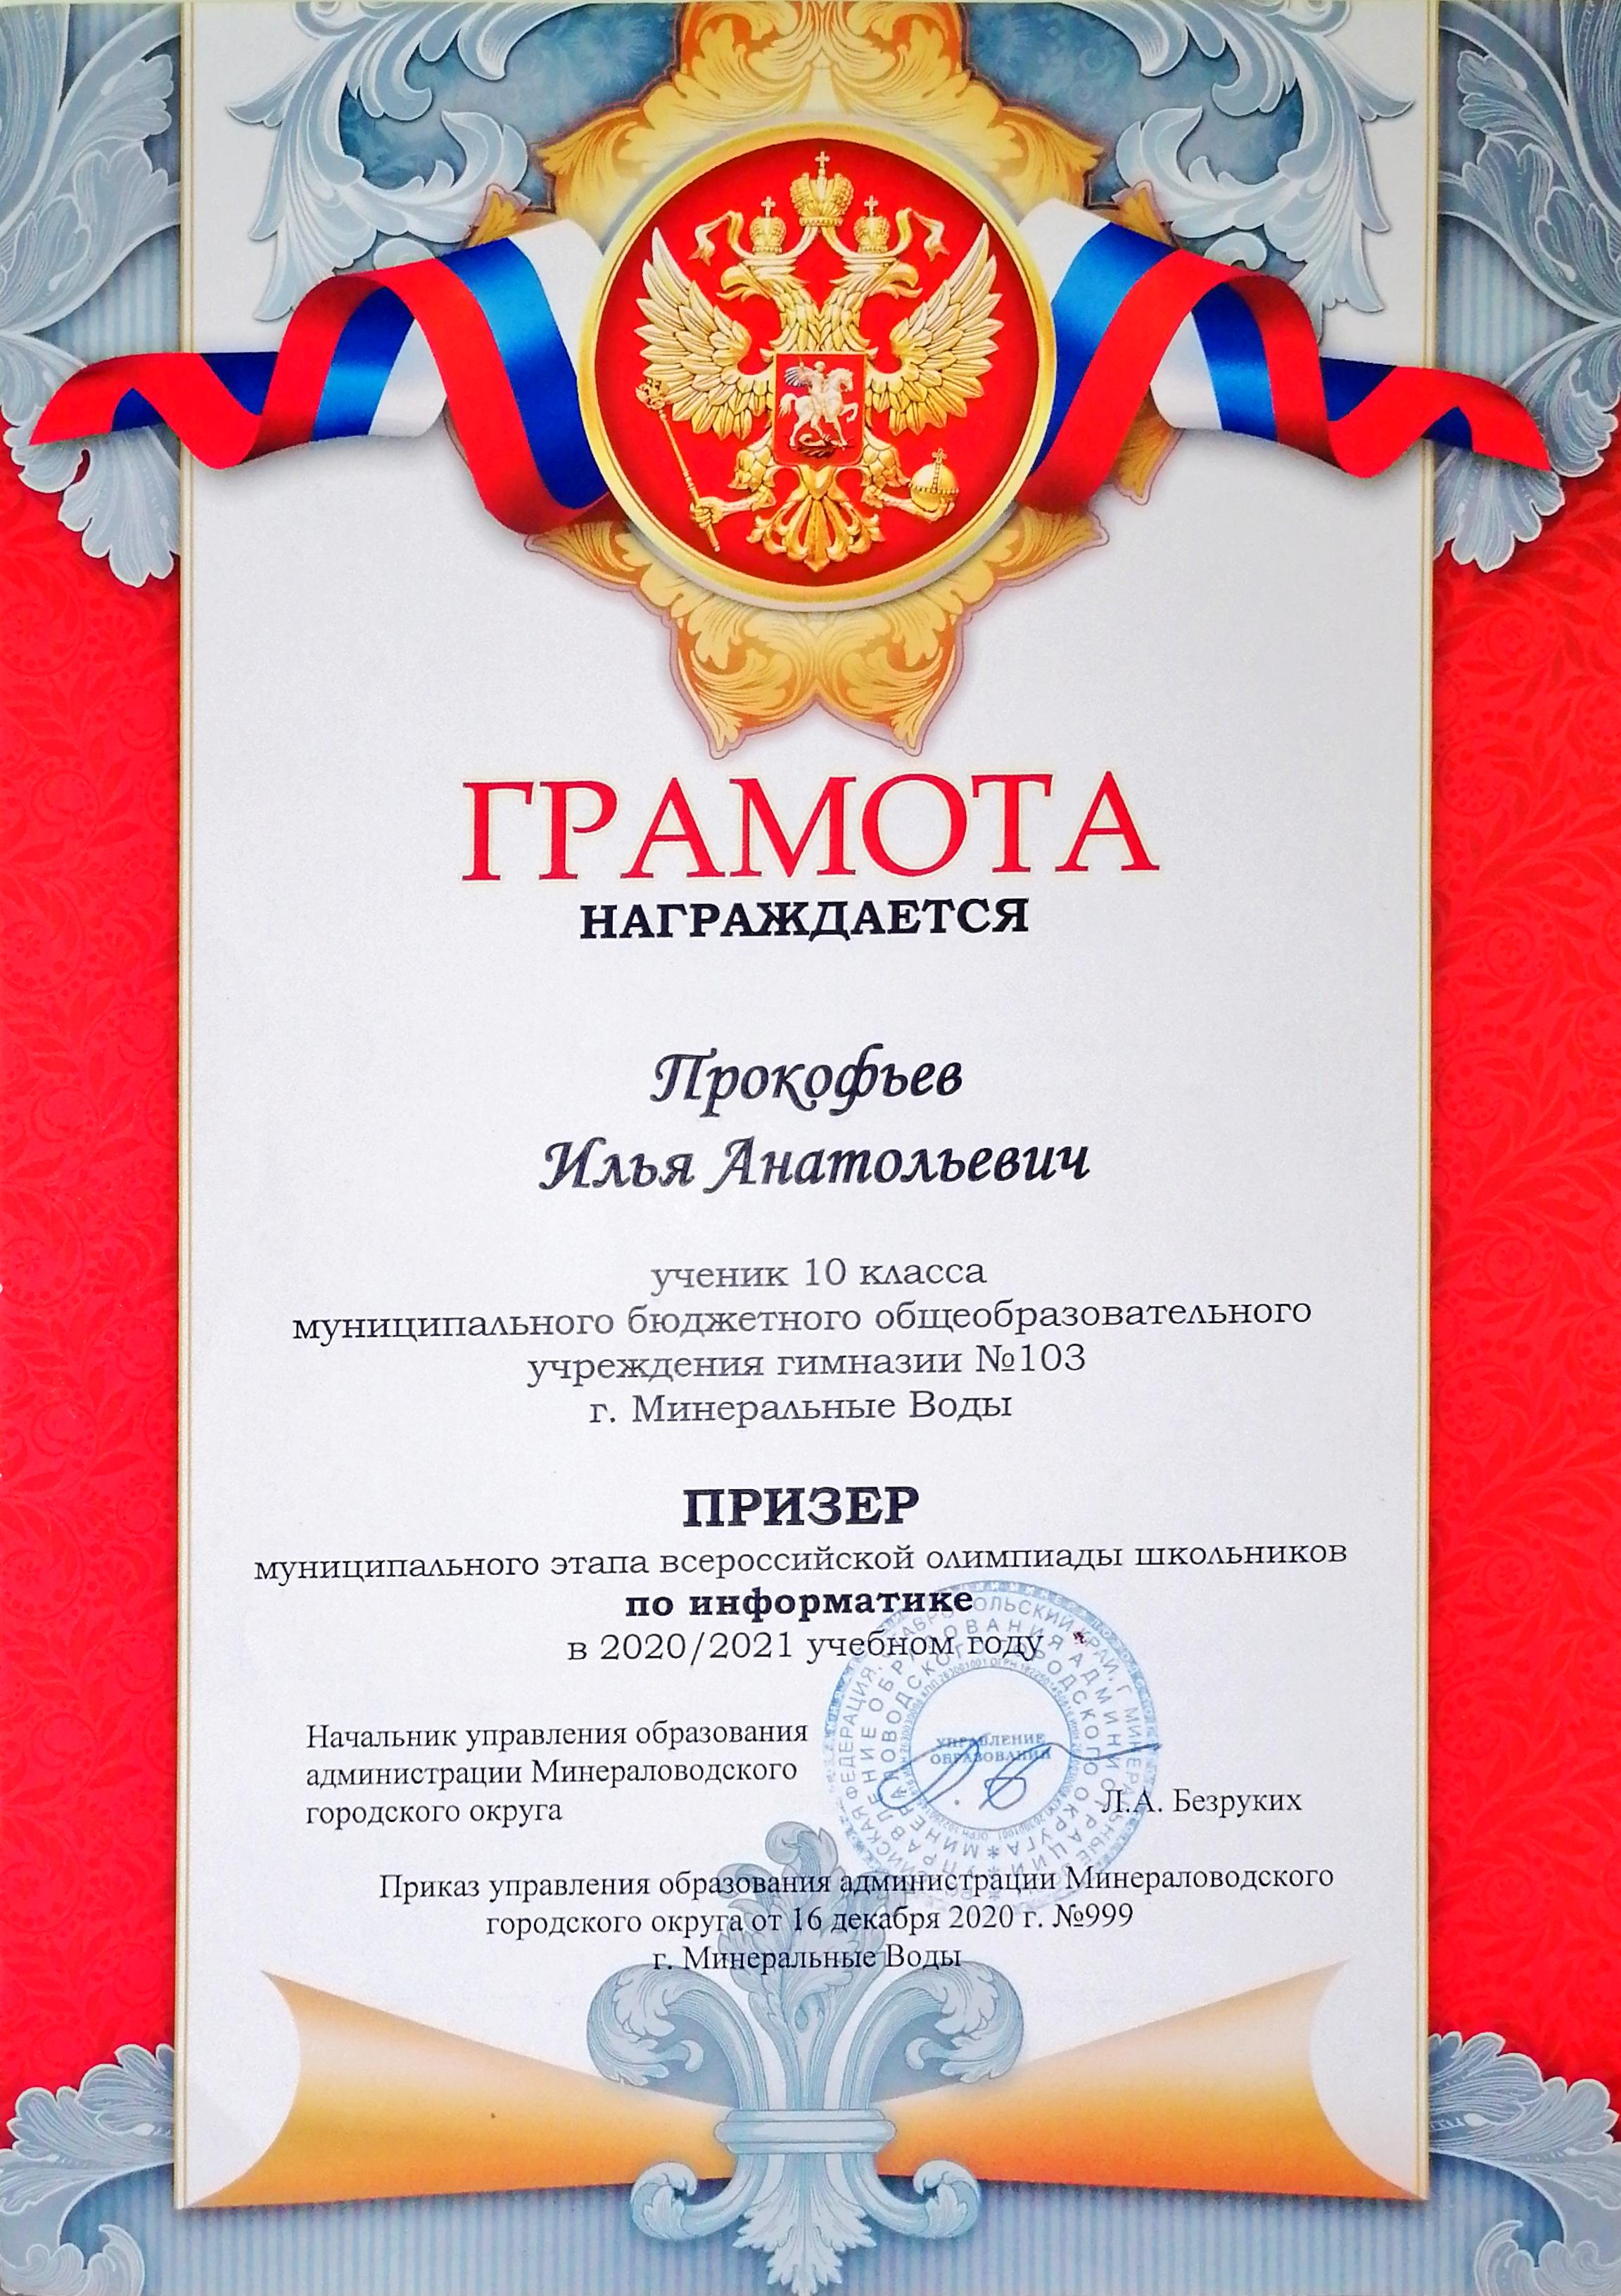 ГРАМОТА
НАГРАЖДАЕТСЯ
Прокофьев
Илья Анатольевич
ученик 10 класса
муниципального бюджетного общеобразовательного
учреждения гимназии №103
г. Минеральные Воды
ПРИЗЕР
муниципального этапа всероссийской олимпиады школьников
по информатике
в 2020/2021 учебном году
Начальник управления образования
администрации Минераловодского
городского округа
Л.А. Безруких
УПРАВЛЕНИЕ
ОБРАЗОВАНИЯ
Приказ управления образования администрации Минераловодского
городского округа от 16 декабря 2020 г. №999
г. Минеральные Воды